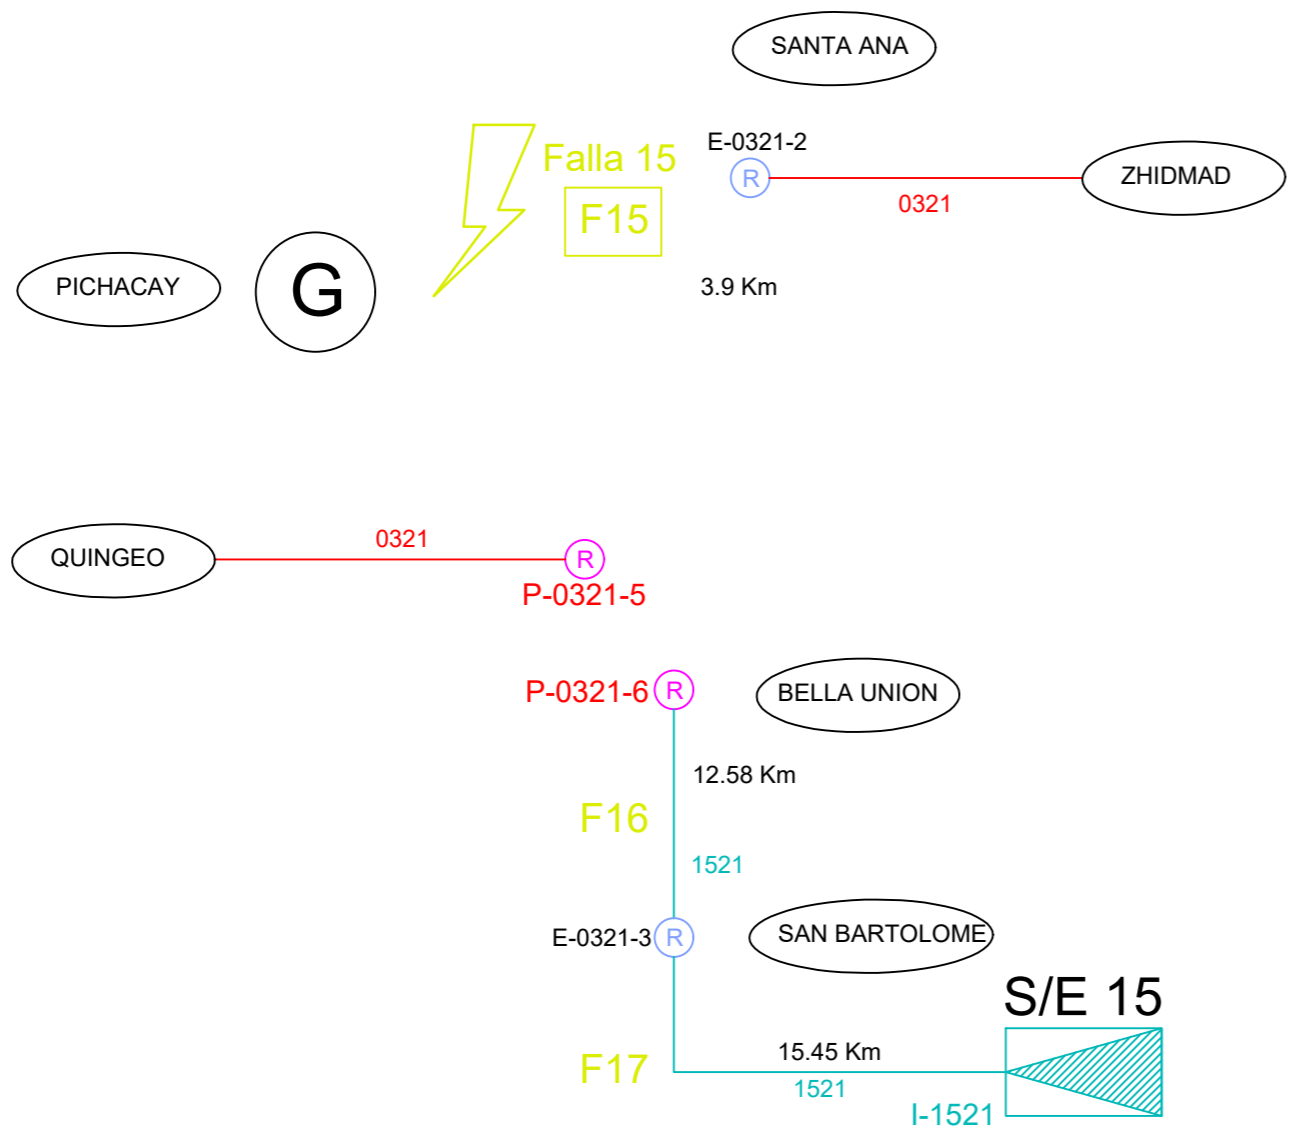 SANTA ANA
E-0321-2
Falla 15
R
ZHIDMAD
0321
F15
PICHACAY
G
3.9 Km
QUINGEO
0321
R
P-0321-5
P-0321-6
R
BELLA UNION
12.58 Km
F16
1521
E-0321-3
R
SAN BARTOLOME
S/E 15
15.45 Km
F17
1521
I-1521